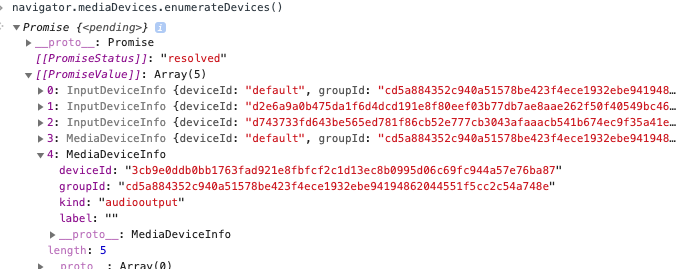 navigator.mediaDevices.enumerateDevices()
Promise {<pending>} i
__proto__: Promise
[[PromiseStatus]]: "resolved"
[[PromiseValue]]: Array(5)
0: InputDeviceInfo {deviceId: "default", groupId: "cd5a884352c940a51578be423f4ece1932ebe941948…
1: InputDeviceInfo {deviceId: "d2e6a9a0b475da1f6d4dcd191e8f80eef03b77db7ae8aae262f50f40549bc46…
2: InputDeviceInfo {deviceId: "d743733fd643be565ed781f86cb52e777cb3043afaaacb541b674ec9f35a41e…
3: MediaDeviceInfo {deviceId: "default", groupId: "cd5a884352c940a51578be423f4ece1932ebe941948…
4: MediaDeviceInfo
deviceId: "3cb9e0ddb0bb1763fad921e8fbfcf2c1d13ec8b0995d06c69fc944a57e76ba87"
groupId: "cd5a884352c940a51578be423f4ece1932ebe94194862044551f5cc2c54a748e"
kind: "audiooutput"
label: ""
__proto__: MediaDeviceInfo
length: 5
__proto__: Array(0)